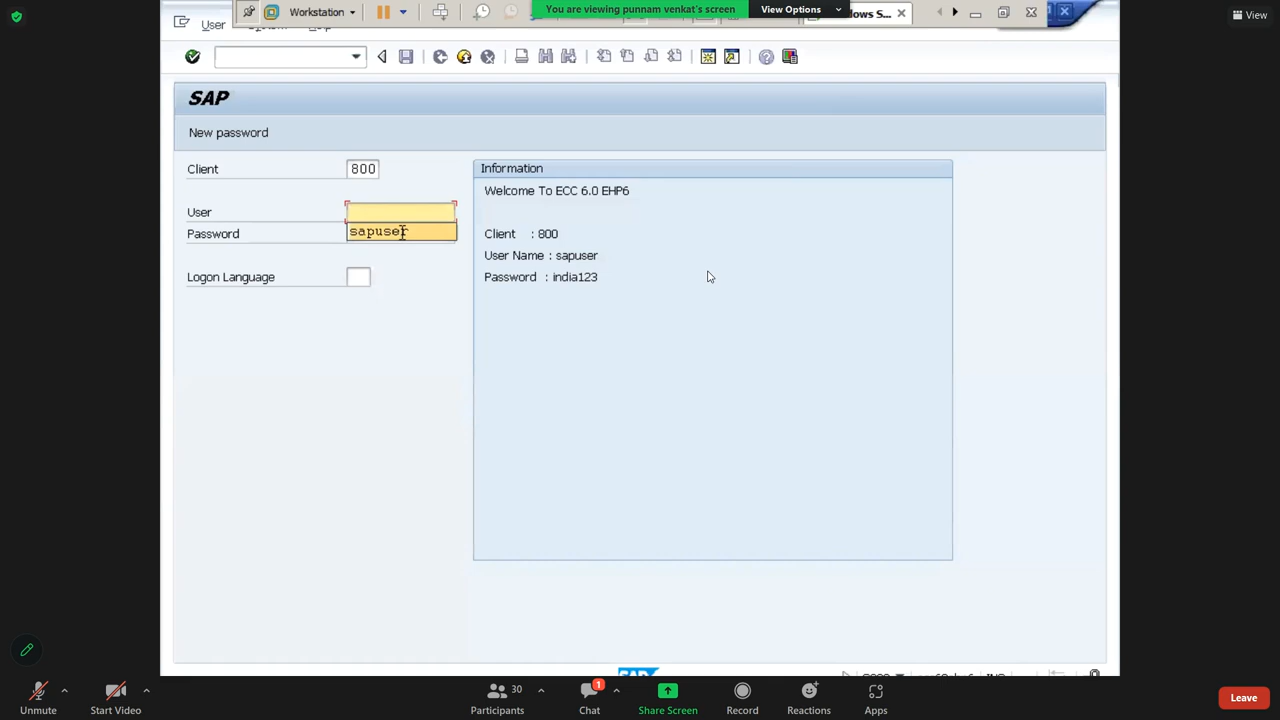 Workstation
You are viewing punnam venkat's screen
View Options
View
User
SAP
New password
Client 800
User
sapuser
Password
Logon Language
Information
Welcome To ECC 6.0 EHP6
Client : 800
User Name : sapuser
Password : india123
SAP
Unmute
Start Video
Participants 30
Chat 1
Share Screen
Record
Reactions
Apps
Leave